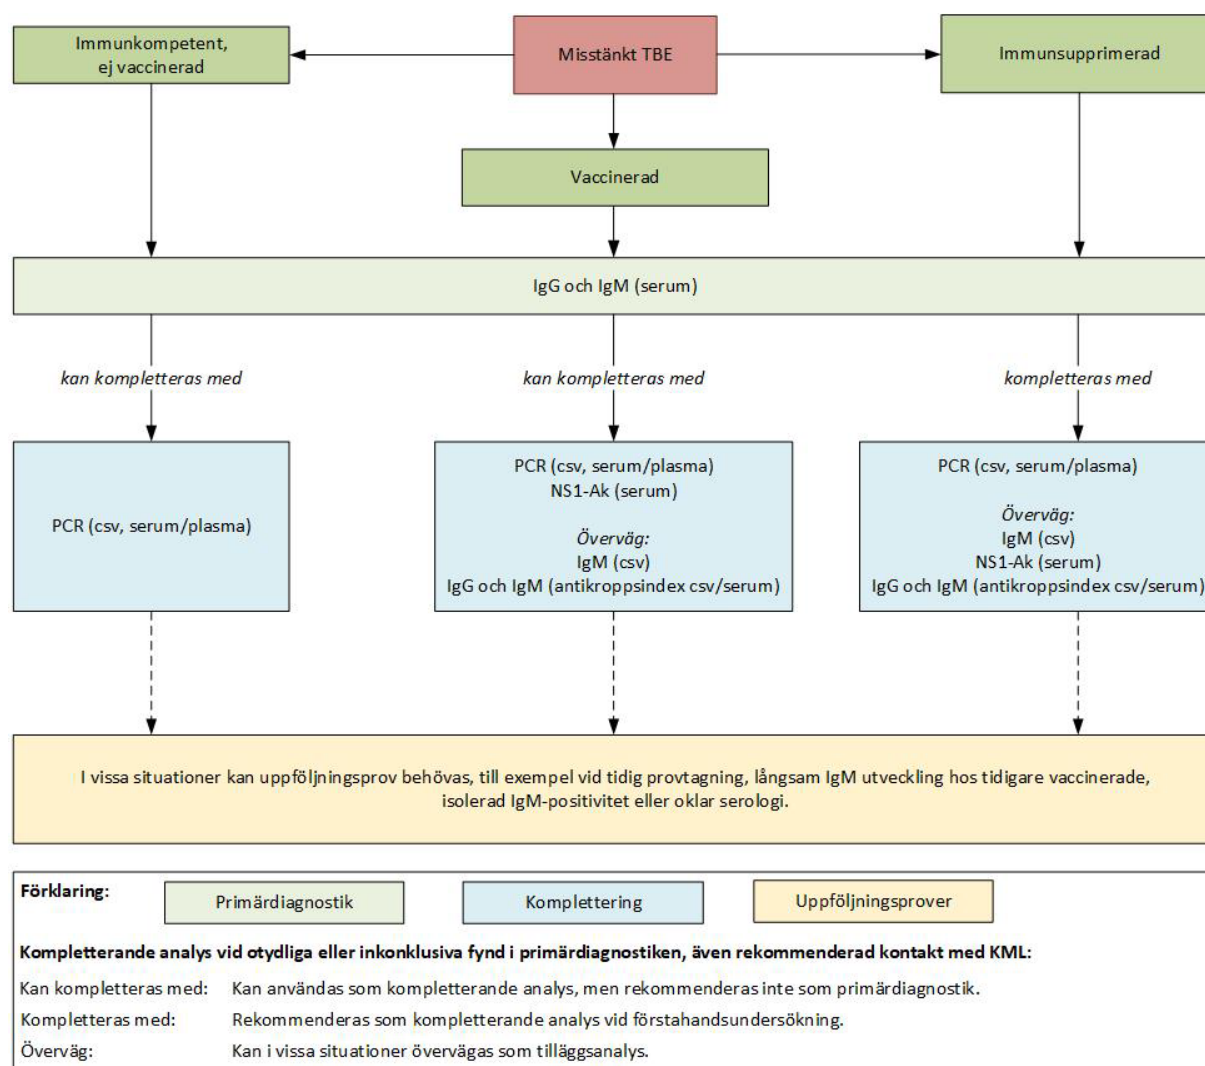 Immunkompetent,
ej vaccinerad
Misstänkt TBE
Immunsupprimerad
Vaccinerad
IgG och IgM (serum)
kan kompletteras med
kan kompletteras med
kompletteras med
PCR (csv, serum/plasma)
PCR (csv, serum/plasma)
NS1-Ak (serum)
Överväg:
IgM (csv)
IgG och IgM (antikroppsindex csv/serum)
PCR (csv, serum/plasma)
Överväg:
IgM (csv)
NS1-Ak (serum)
IgG och IgM (antikroppsindex csv/serum)
I vissa situationer kan uppföljningsprov behövas, till exempel vid tidig provtagning, långsam IgM utveckling hos tidigare vaccinerade,
isolerad IgM-positivitet eller oklar serologi.
Förklaring:
Primärdiagnostik
Komplettering
Uppföljningsprover
Kompletterande analys vid otydliga eller inkonklusiva fynd i primärdiagnostiken, även rekommenderad kontakt med KML:
Kan kompletteras med: Kan användas som kompletterande analys, men rekommenderas inte som primärdiagnostik.
Kompletteras med: Rekommenderas som kompletterande analys vid förstahandsundersökning.
Överväg: Kan i vissa situationer övervägas som tilläggsanalys.